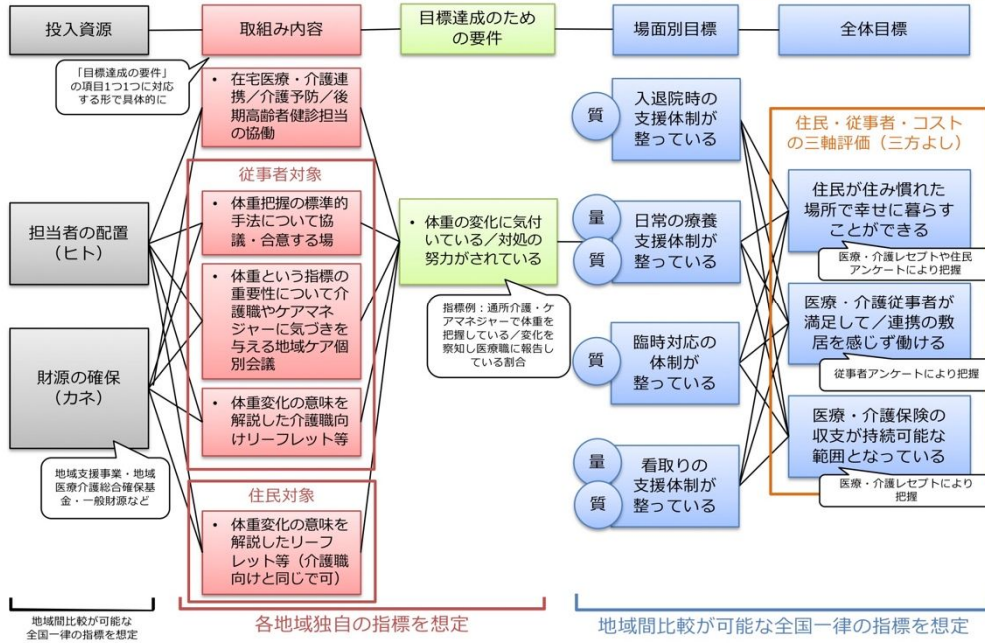 投入資源
取組み内容
目標達成のため
の要件
場面別目標
全体目標
「目標達成の要件」
の項目1つ1つに対応
する形で具体的に
• 在宅医療・介護連
携／介護予防／後
期高齢者健診担当
の協働
従事者対象
• 体重把握の標準的
手法について協
議・合意する場
• 体重という指標の
重要性について介
護職やケアマネ
ジャーに気づきを
与える地域ケア個
別会議
• 体重変化の意味を
解説した介護職向
けリーフレット等
住民対象
• 体重変化の意味を
解説したリーフ
レット等（介護職
向けと同じで可）
担当者の配置
（ヒト）
財源の確保
（カネ）
地域支援事業・地域
医療介護総合確保基
金・一般財源など
• 体重の変化に気付
いている／対処の
努力がされている
指標例：通所介護・ケ
アマネジャーで体重を
把握している／変化を
察知し医療職に報告し
ている割合
質
入退院時の
支援体制が
整っている
量
質
日常の療養
支援体制が
整っている
質
臨時対応の
体制が
整っている
量
質
看取りの
支援体制が
整っている
住民・従事者・コスト
の三軸評価（三方よし）
住民が住み慣れた
場所で幸せに暮らす
ことができる
医療・介護レセプトや住民
アンケートにより把握
医療・介護従事者が
満足して／連携の敷
居を感じず働ける
従事者アンケートにより把握
医療・介護保険の
収支が持続可能な
範囲となっている
医療・介護レセプトにより
把握
地域間比較が可能な
全国一律の指標を想定
各地域独自の指標を想定
地域間比較が可能な全国一律の指標を想定